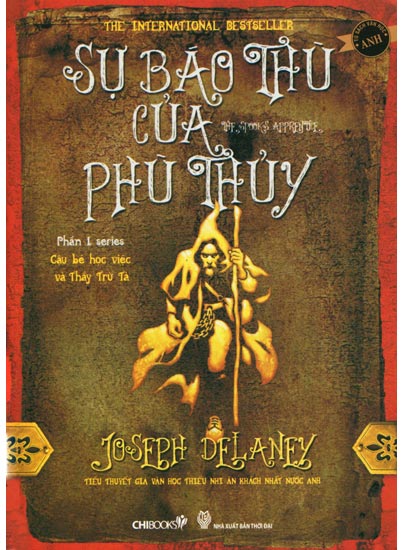 THE INTERNATIONAL BESTSELLER
ANH
SỰ BÁO THÙ
CỦA
THE SPOOK'S APPRENTICE
PHÙ THỦY
Phần 1 series
Cậu bé học việc
và Thầy Trừ Tà
JOSEPH DELANEY
TIỂU THUYẾT GIA VĂN HỌC THIẾU NHI ĂN KHÁCH NHẤT NƯỚC ANH
CHIBOOKS
NHÀ XUẤT BẢN THỜI ĐẠI